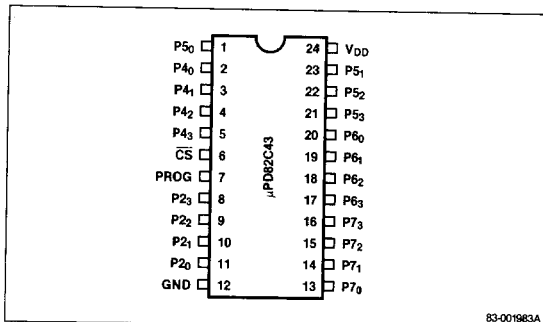 P5₀ 1 24 VDD
P4₀ 2 23 P5₁
P4₁ 3 22 P5₂
P4₂ 4 21 P5₃
P4₃ 5 20 P6₀
C̅S̅ 6 19 P6₁
PROG 7 18 P6₂
P2₃ 8 17 P6₃
P2₂ 9 16 P7₃
P2₁ 10 15 P7₂
P2₀ 11 14 P7₁
GND 12 13 P7₀
μPD82C43
83-001983A